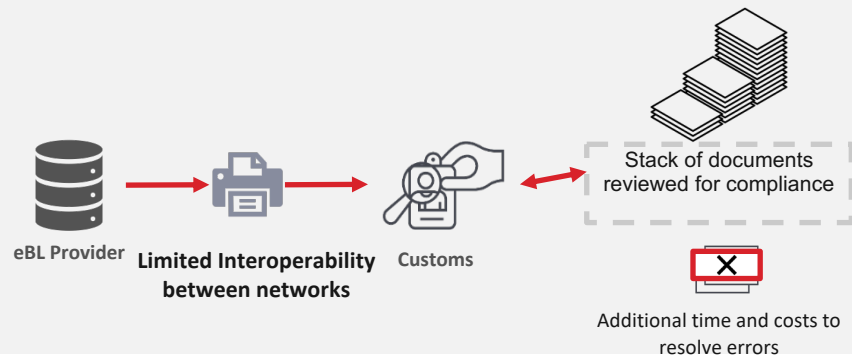 Stack of documents
reviewed for compliance
eBL Provider
Limited Interoperability
between networks
Customs
Additional time and costs to
resolve errors